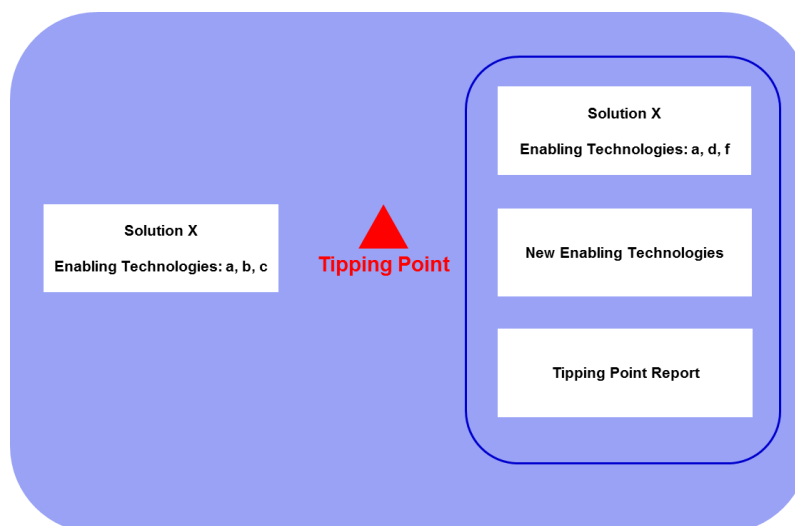 Solution X
Enabling Technologies: a, b, c
Tipping Point
Solution X
Enabling Technologies: a, d, f
New Enabling Technologies
Tipping Point Report